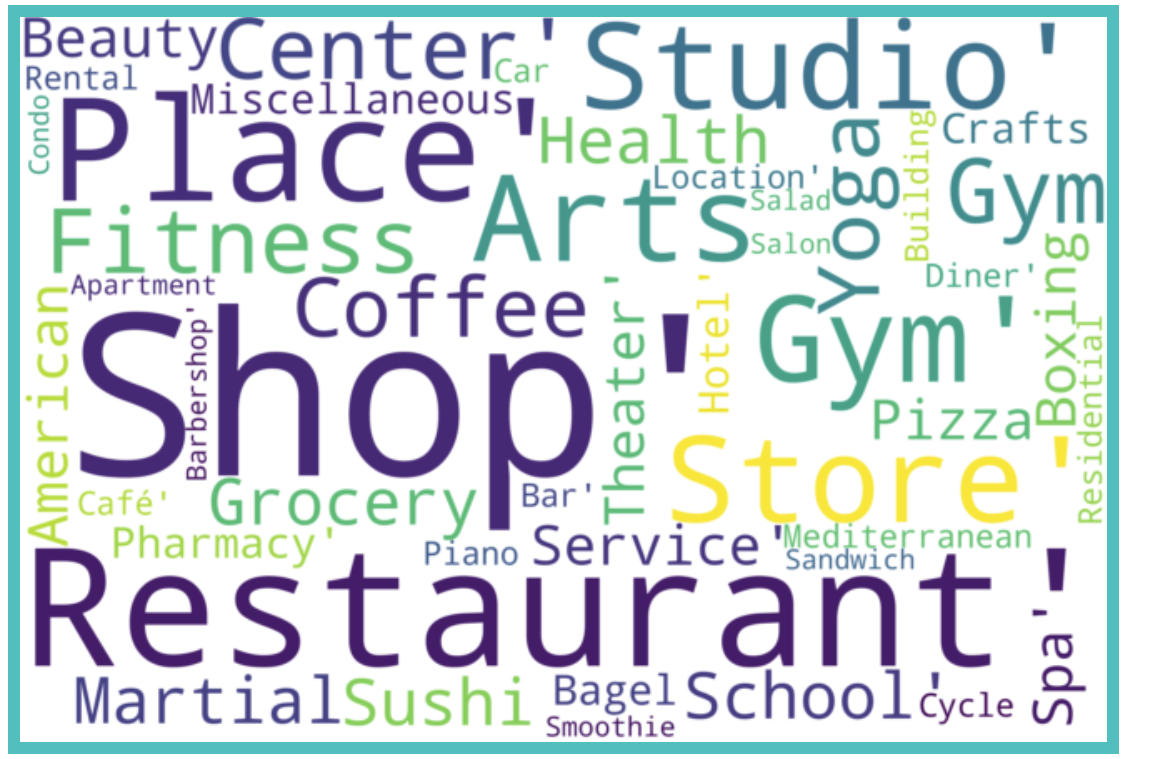 Beauty
Center'
Studio'
Rental
Car
Condo
Place'
Miscellaneous
Health
Yoga
Building
Crafts
Location'
Gym
Arts
Salad
Fitness
Salon
Boxing
Diner'
Apartment
Coffee
American
Shop'
Barbershop'
Theater'
Hotel'
Gym'
Residential
Pizza
Store'
Grocery
Café'
Bar'
Pharmacy'
Piano
Service'
Mediterranean
Sandwich
Restaurant'
Spa'
Martial
Sushi
Bagel
School'
Cycle
Smoothie